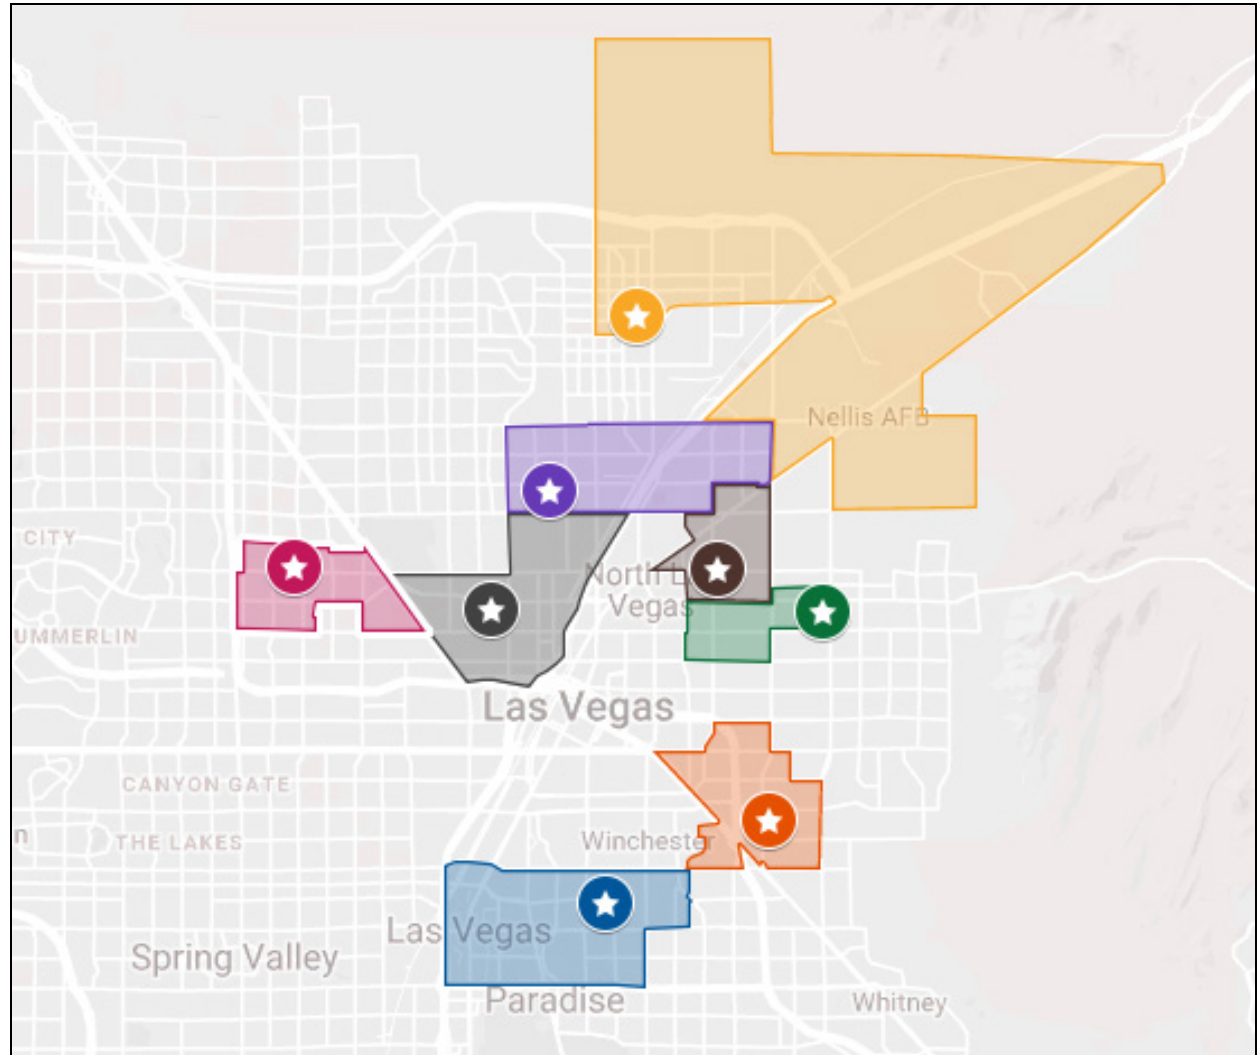 Nellis AFB
CITY
North L
Vegas
UMMERLIN
Las Vegas
CANYON GATE
n
THE LAKES
Winchester
Las Vegas
Spring Valley
Paradise
Whitney